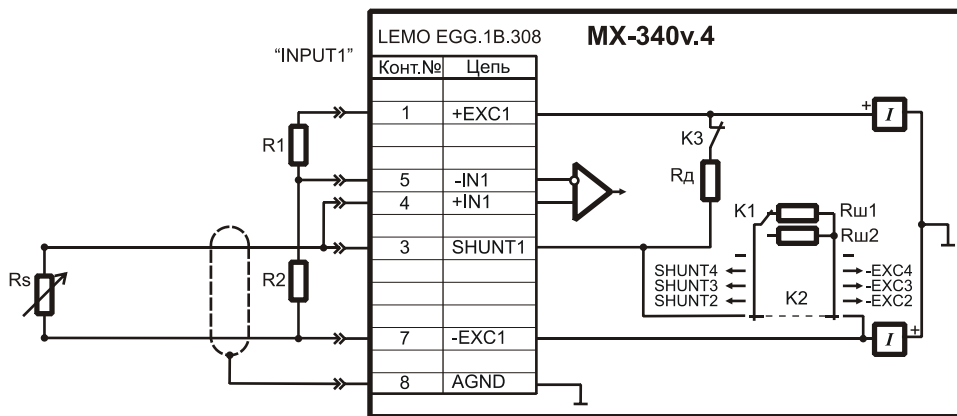 LEMO EGG.1B.308
MX-340v.4
"INPUT1"
Конт.№ Цепь
1 +EXC1
R1
K3
+
I
5 -IN1
4 +IN1
Rд
K1
Rш1
Rш2
3 SHUNT1
Rs
R2
SHUNT4 -EXC4
SHUNT3 -EXC3
SHUNT2 -EXC2
K2
7 -EXC1
I
+
8 AGND